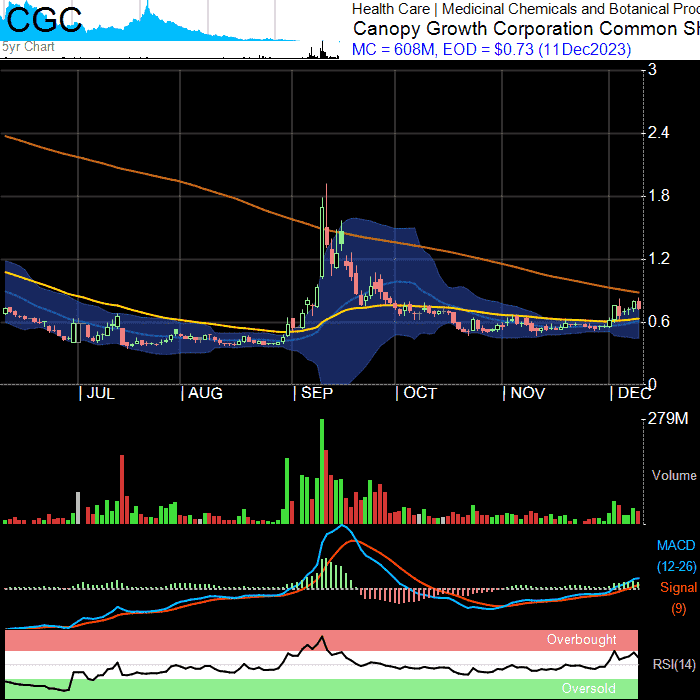 CGC
5yr Chart
Health Care | Medicinal Chemicals and Botanical Proc
Canopy Growth Corporation Common Sh
MC = 608M, EOD = $0.73 (11Dec2023)
3
2.4
1.8
1.2
0.6
0
JUL AUG SEP OCT NOV DEC
279M
Volume
MACD
(12-26)
Signal
(9)
Overbought
RSI(14)
Oversold